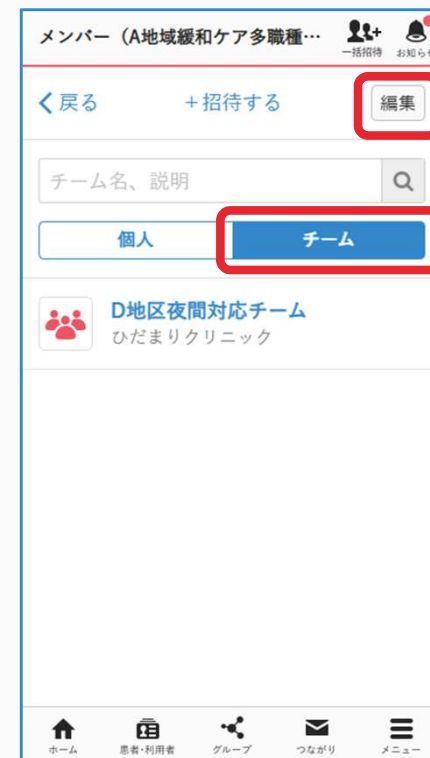 メンバー（A地域緩和ケア多職種…
一括招待
お知らせ
戻る
+招待する
編集
チーム名、説明
個人
チーム
D地区夜間対応チーム
ひだまりクリニック
ホーム
患者・利用者
グループ
つながり
メニュー